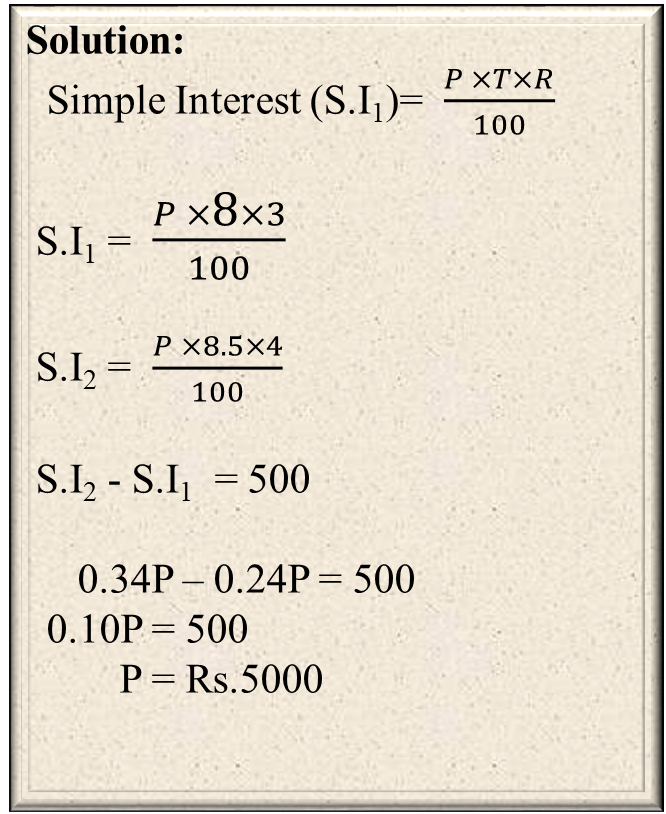 Solution:
Simple Interest (S.I₁)= P ×T×R / 100
S.I₁ = P ×8×3 / 100
S.I₂ = P ×8.5×4 / 100
S.I₂ - S.I₁ = 500
0.34P – 0.24P = 500
0.10P = 500
P = Rs.5000